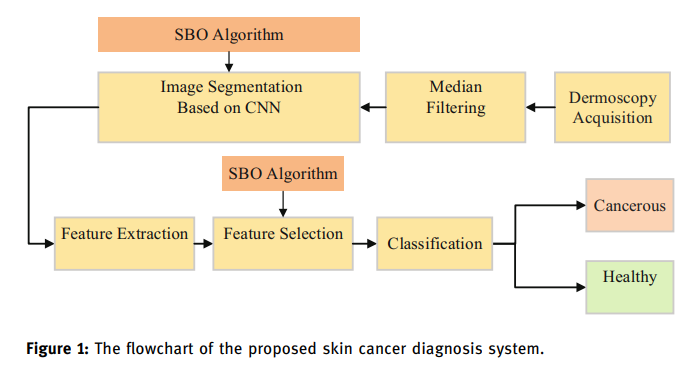 SBO Algorithm
Image Segmentation
Based on CNN
Median
Filtering
Dermoscopy
Acquisition
SBO Algorithm
Feature Extraction
Feature Selection
Classification
Cancerous
Healthy
Figure 1: The flowchart of the proposed skin cancer diagnosis system.